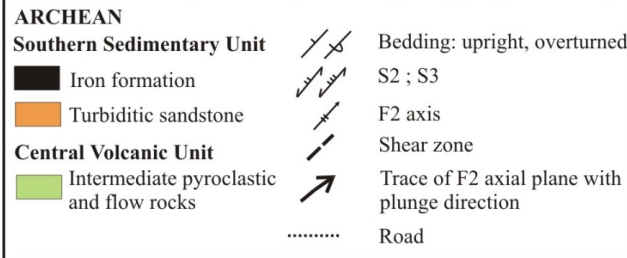 ARCHEAN
Southern Sedimentary Unit
Iron formation
Turbiditic sandstone
Central Volcanic Unit
Intermediate pyroclastic
and flow rocks
Bedding: upright, overturned
S2 ; S3
F2 axis
Shear zone
Trace of F2 axial plane with
plunge direction
Road